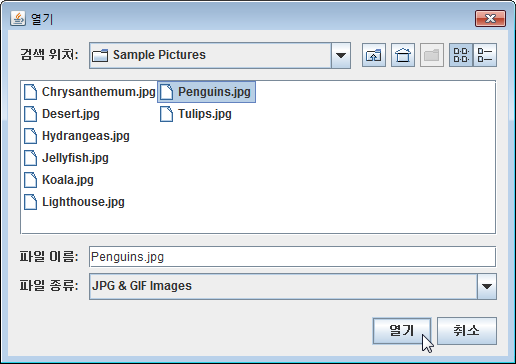 열기
검색 위치: Sample Pictures
Chrysanthemum.jpg Penguins.jpg
Desert.jpg Tulips.jpg
Hydrangeas.jpg
Jellyfish.jpg
Koala.jpg
Lighthouse.jpg
파일 이름: Penguins.jpg
파일 종류: JPG & GIF Images
열기 취소